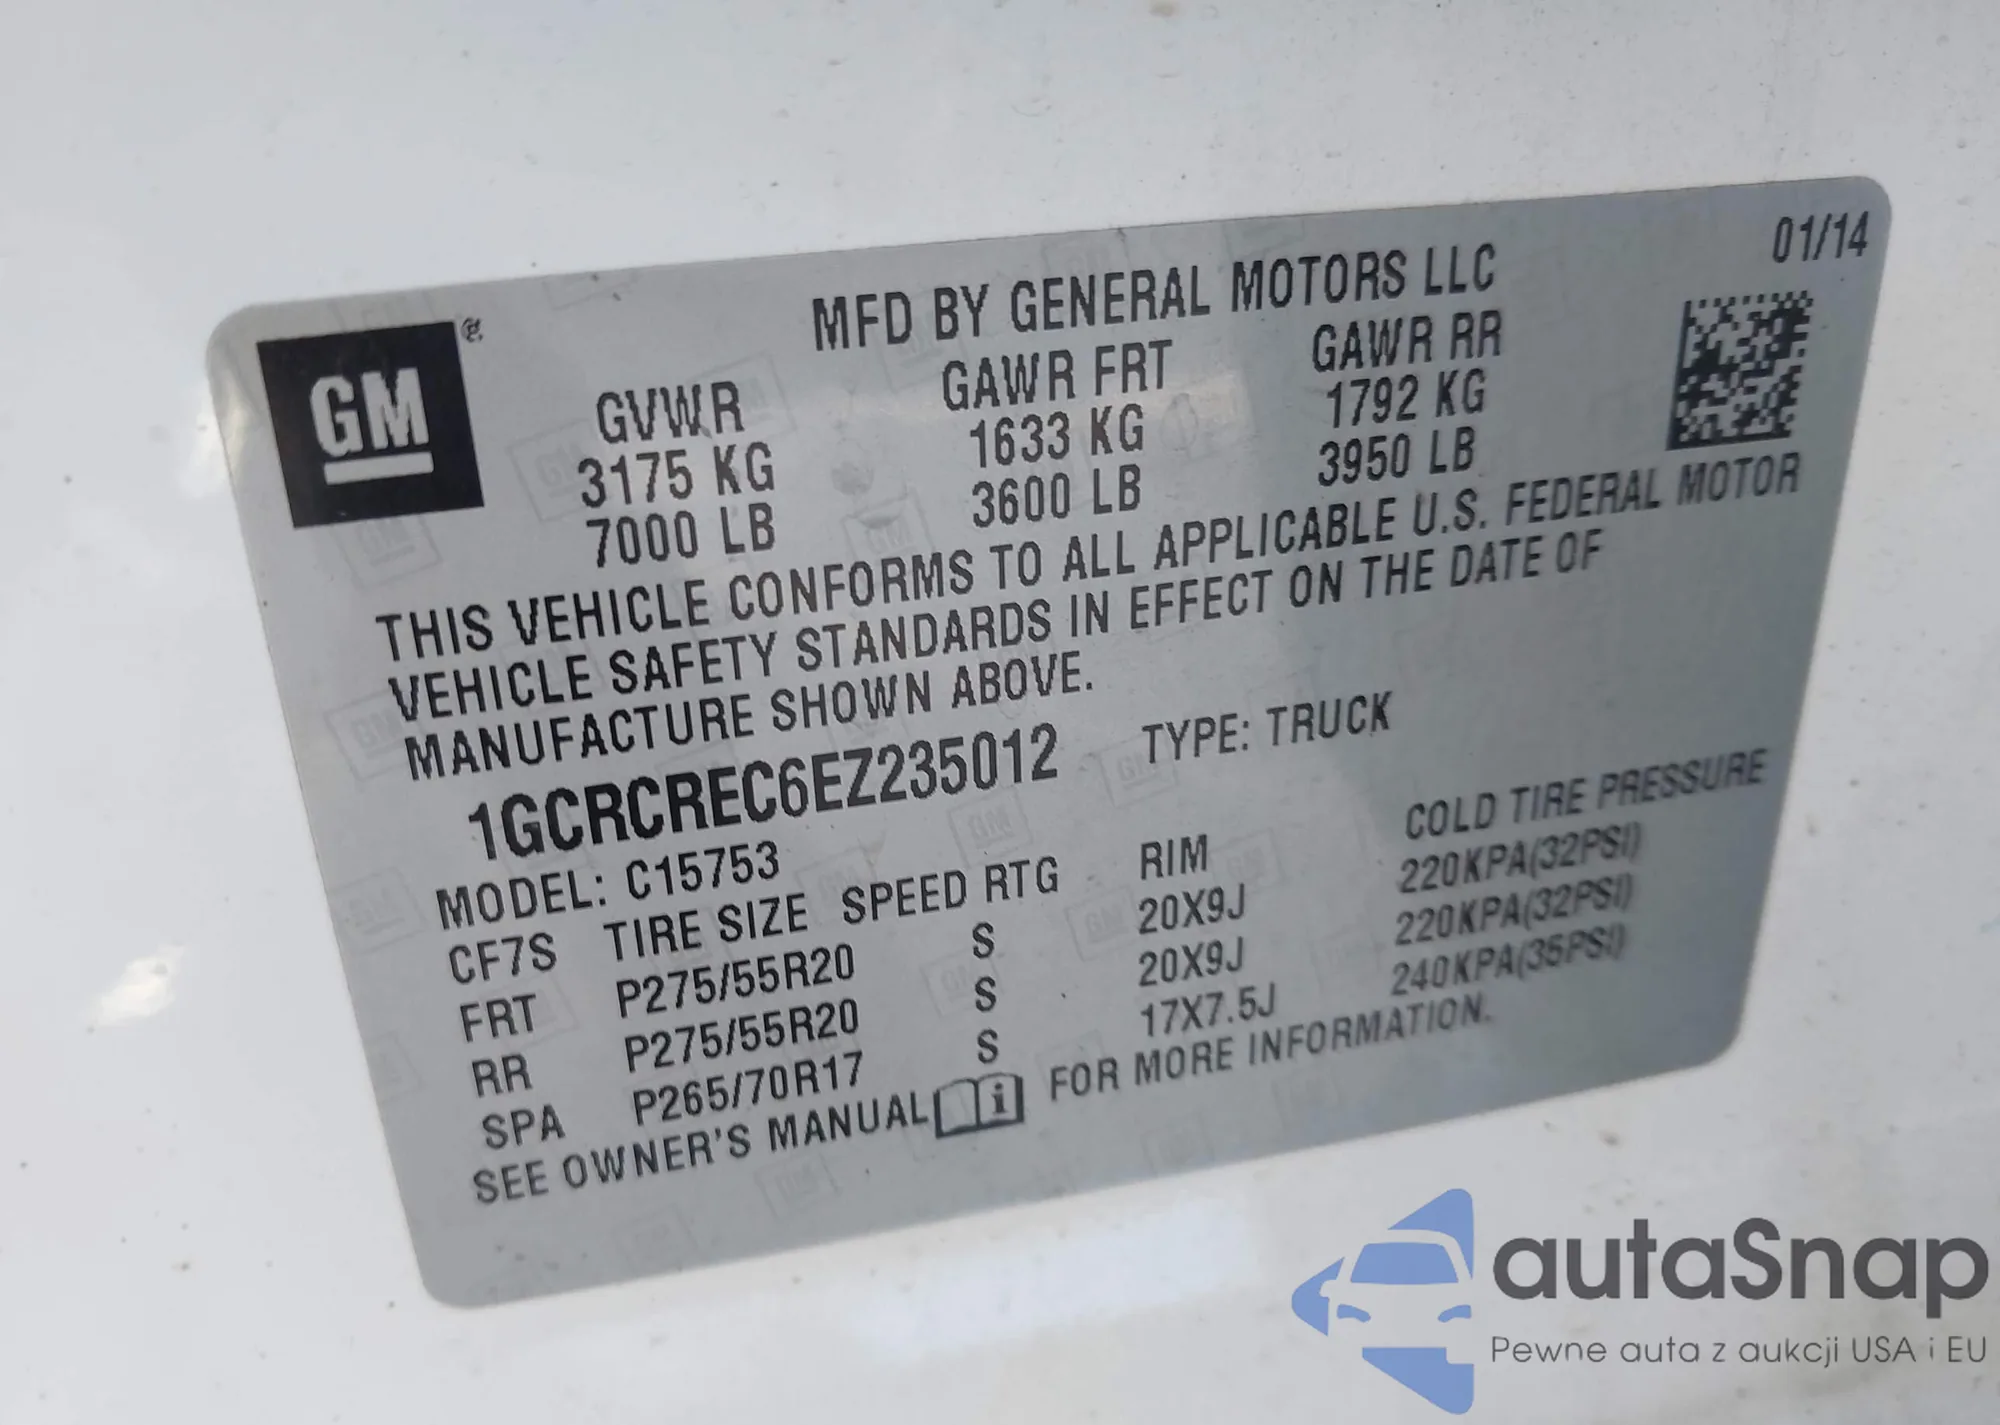 MFD BY GENERAL MOTORS LLC 01/14
GM ®
GVWR GAWR FRT GAWR RR
3175 KG 1633 KG 1792 KG
7000 LB 3600 LB 3950 LB
THIS VEHICLE CONFORMS TO ALL APPLICABLE U.S. FEDERAL MOTOR
VEHICLE SAFETY STANDARDS IN EFFECT ON THE DATE OF
MANUFACTURE SHOWN ABOVE.
1GCRCREC6EZ235012 TYPE: TRUCK
MODEL: C15753
CF7S TIRE SIZE SPEED RTG RIM COLD TIRE PRESSURE
FRT P275/55R20 S 20X9J 220KPA(32PSI)
RR P275/55R20 S 20X9J 220KPA(32PSI)
SPA P265/70R17 S 17X7.5J 240KPA(35PSI)
SEE OWNER'S MANUAL i FOR MORE INFORMATION.
autaSnap
Pewne auta z aukcji USA i EU